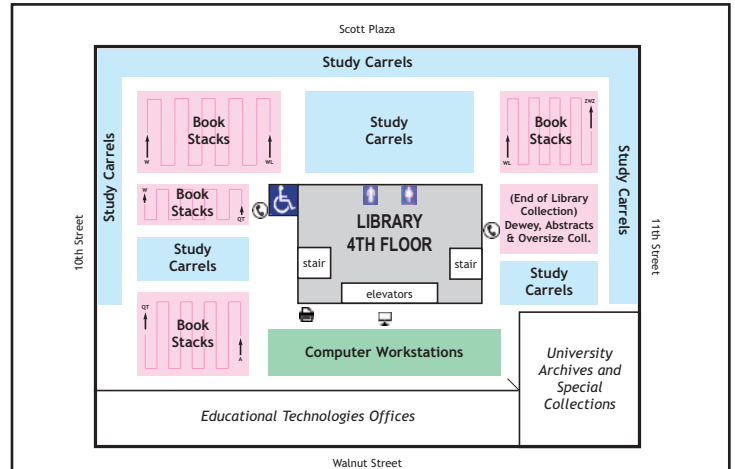 Scott Plaza
Study Carrels
Book
Stacks
W
WL
Study
Carrels
Book
Stacks
WL
ZWZ
Study Carrels
Study Carrels
10th Street
11th Street
W
Book
Stacks
QT
LIBRARY
4TH FLOOR
stair
stair
elevators
(End of Library
Collection)
Dewey, Abstracts
& Oversize Coll.
Study
Carrels
Study
Carrels
QT
Book
Stacks
A
Computer Workstations
University
Archives and
Special
Collections
Educational Technologies Offices
Walnut Street